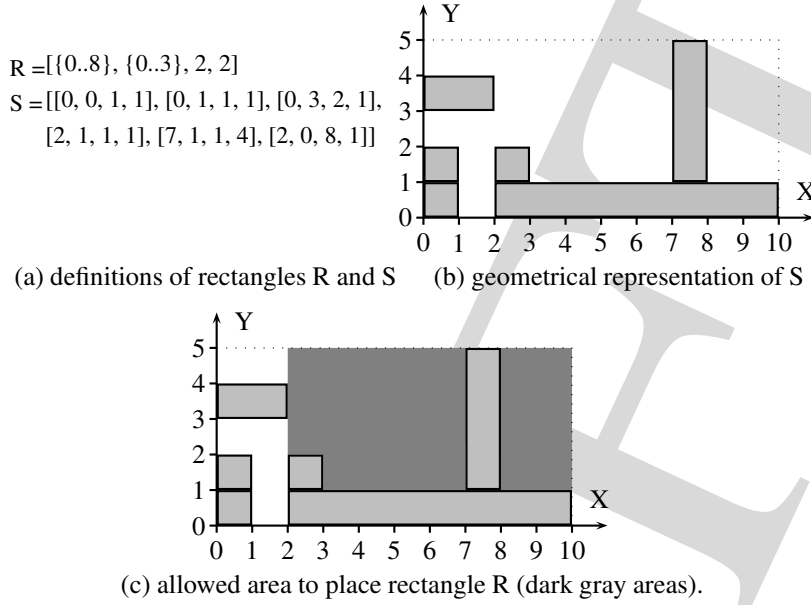 R =[{0..8}, {0..3}, 2, 2]
S =[[0, 0, 1, 1], [0, 1, 1, 1], [0, 3, 2, 1],
[2, 1, 1, 1], [7, 1, 1, 4], [2, 0, 8, 1]]
Y
5
4
3
2
1
0
X
0 1 2 3 4 5 6 7 8 10
(a) definitions of rectangles R and S
(b) geometrical representation of S
Y
5
4
3
2
1
0
X
0 1 2 3 4 5 6 7 8 9 10
(c) allowed area to place rectangle R (dark gray areas).